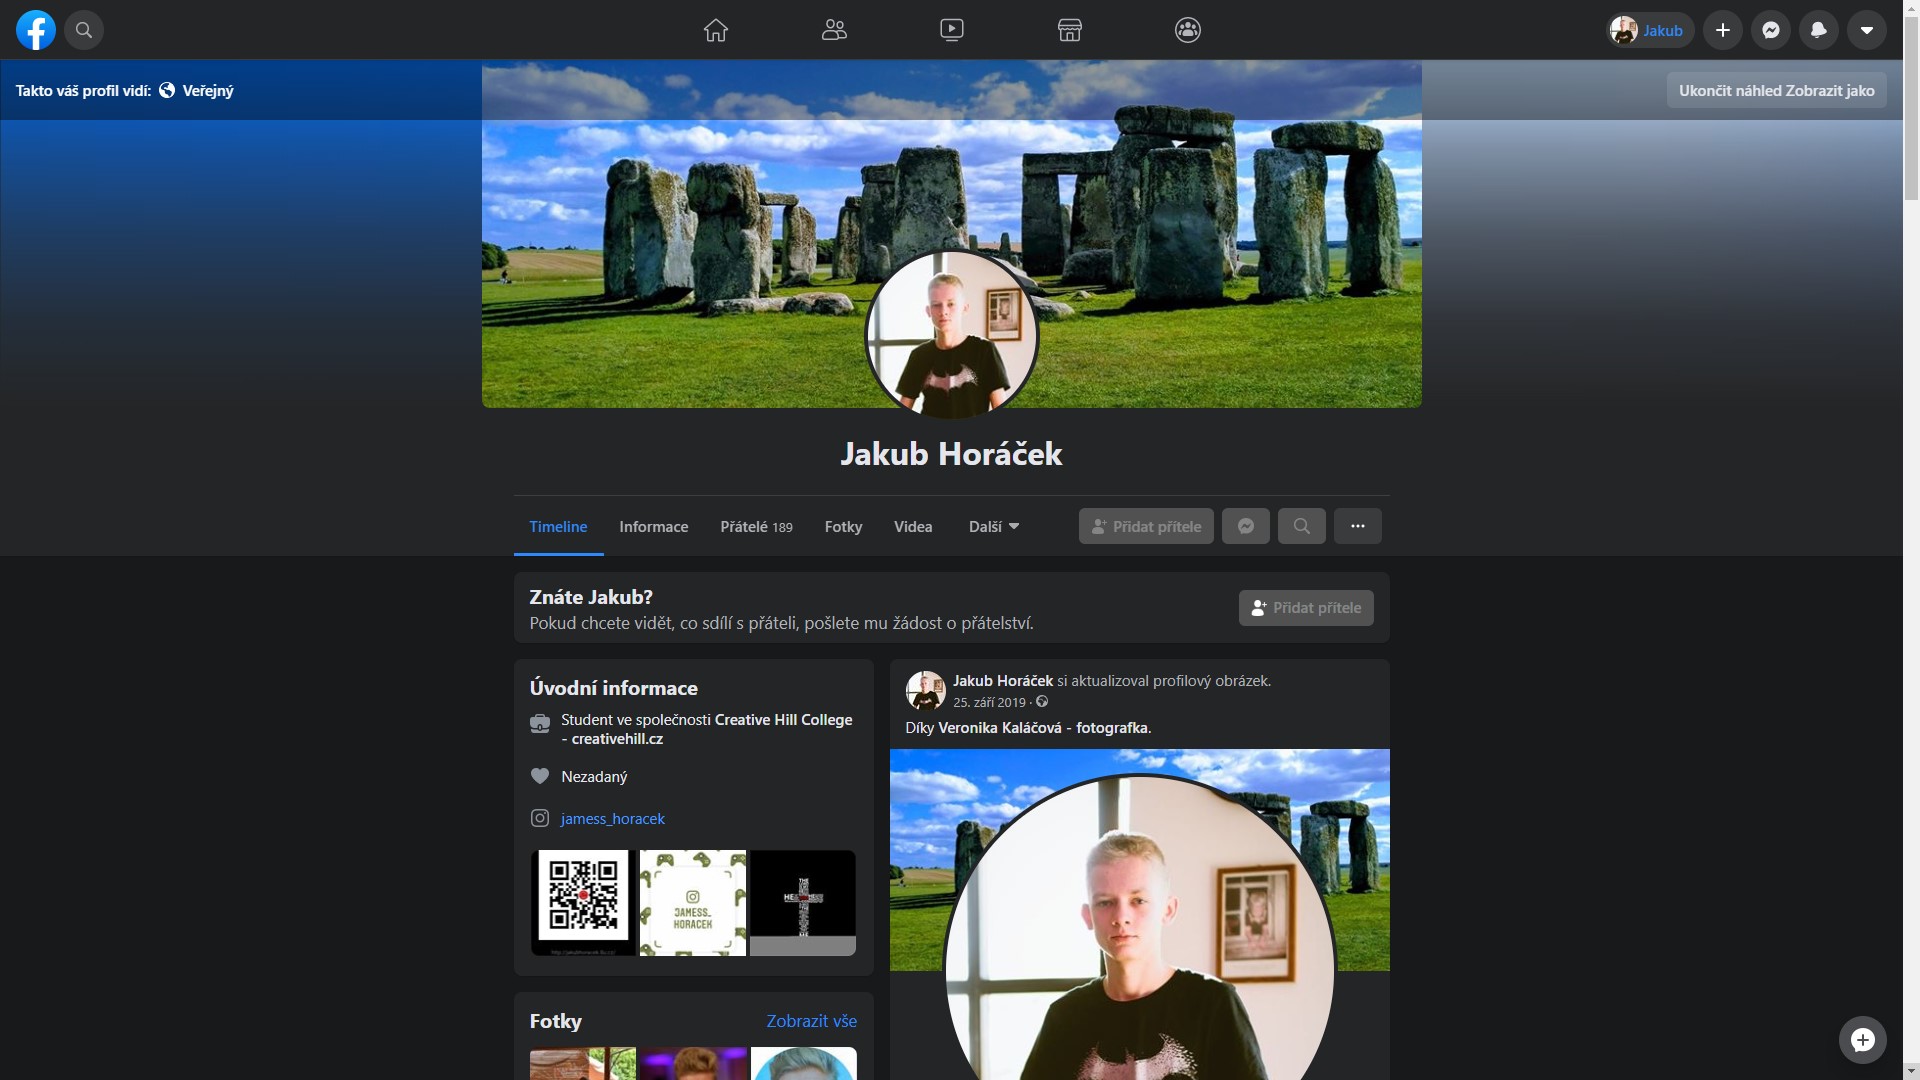 Jakub
Takto váš profil vidí: Veřejný
Ukončit náhled Zobrazit jako
Jakub Horáček
Timeline
Informace
Přátelé 189
Fotky
Videa
Další
Přidat přítele
Znáte Jakub?
Pokud chcete vidět, co sdílí s přáteli, pošlete mu žádost o přátelství.
Přidat přítele
Úvodní informace
Student ve společnosti Creative Hill College
- creativehill.cz
Nezadaný
jamess_horacek
JAMESS_
HORACEK
Fotky
Zobrazit vše
Jakub Horáček si aktualizoval profilový obrázek.
25. září 2019 ·
Díky Veronika Kaláčová - fotografka.